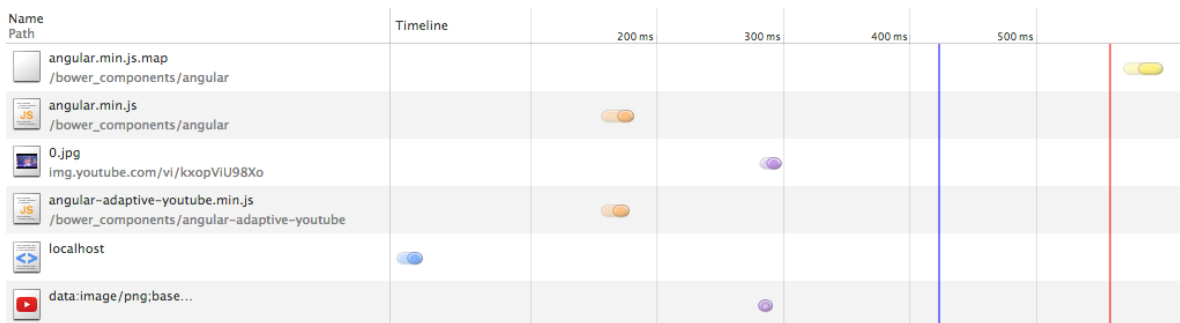 Name
Path
Timeline
200 ms
300 ms
400 ms
500 ms
angular.min.js.map
/bower_components/angular
JS
angular.min.js
/bower_components/angular
0.jpg
img.youtube.com/vi/kxopViU98Xo
JS
angular-adaptive-youtube.min.js
/bower_components/angular-adaptive-youtube
localhost
data:image/png;base...